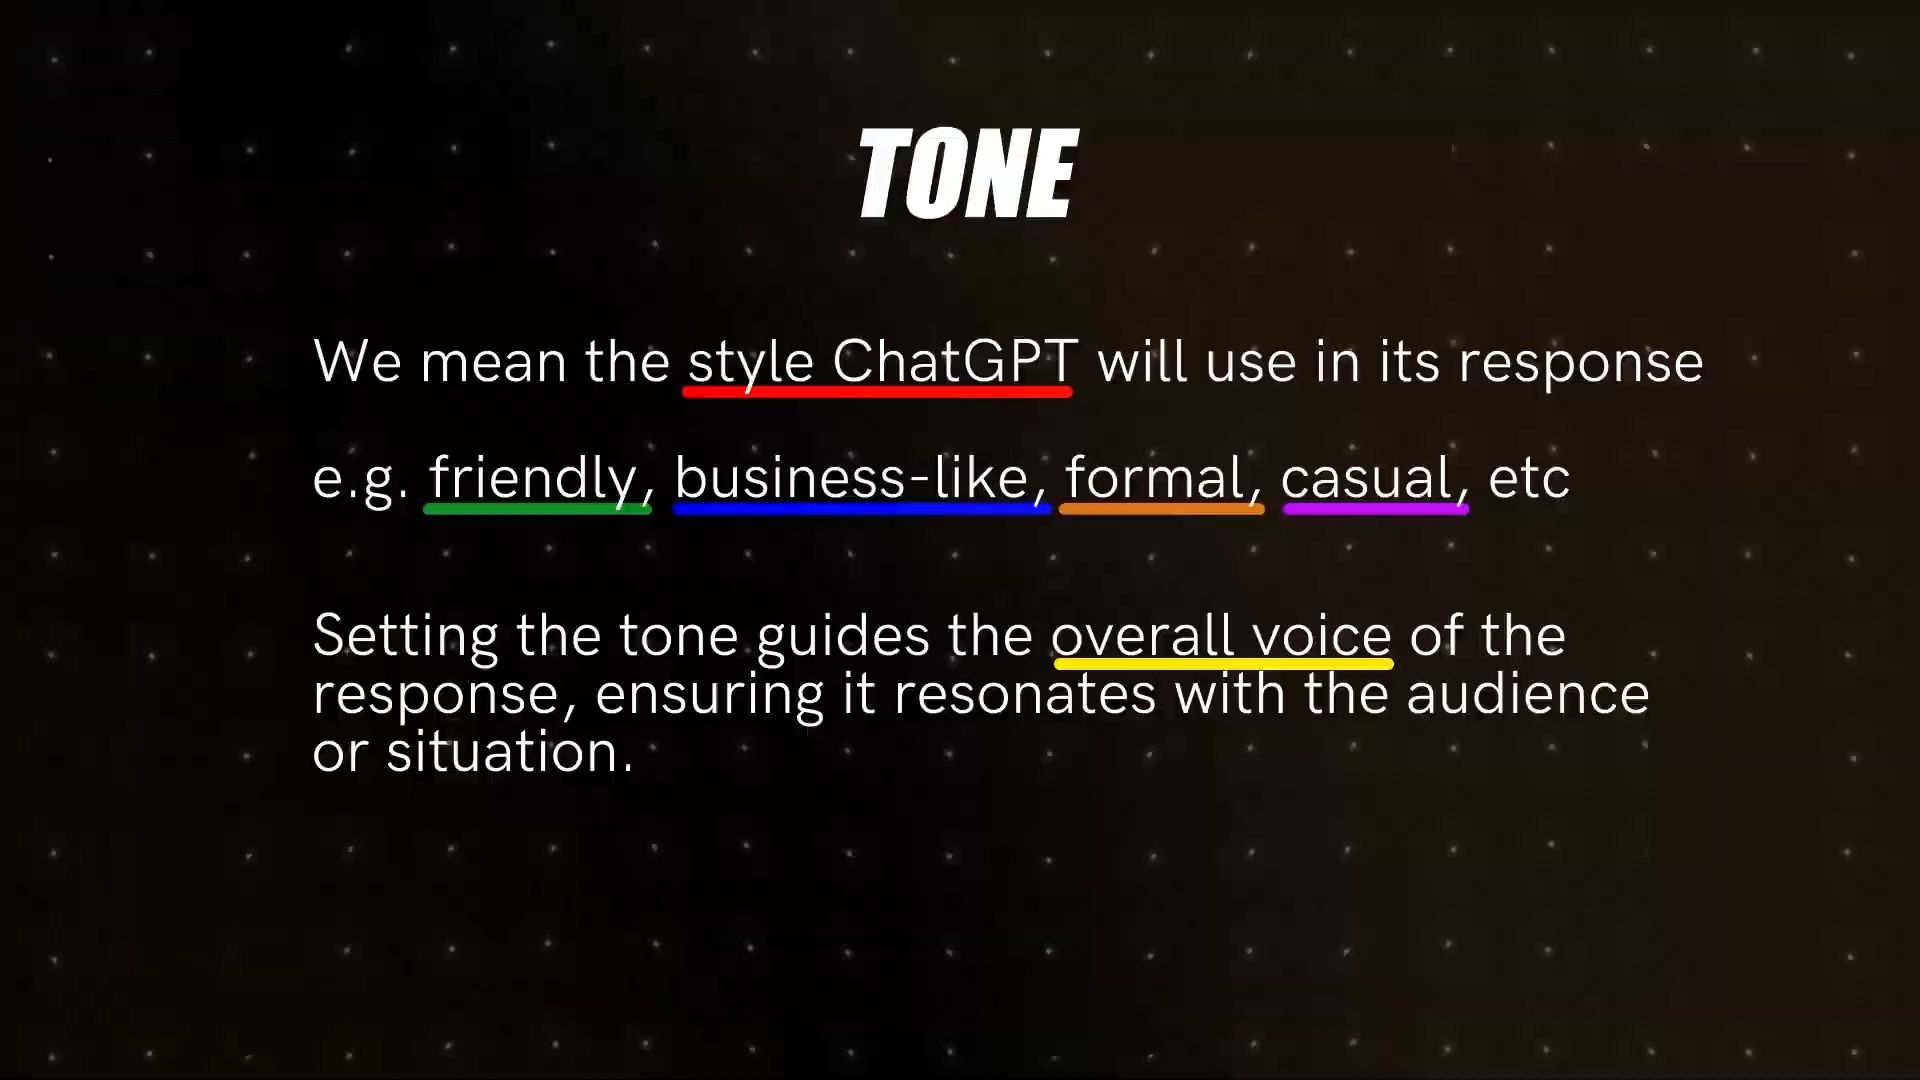 TONE
We mean the style ChatGPT will use in its response
e.g. friendly, business-like, formal, casual, etc
Setting the tone guides the overall voice of the
response, ensuring it resonates with the audience
or situation.